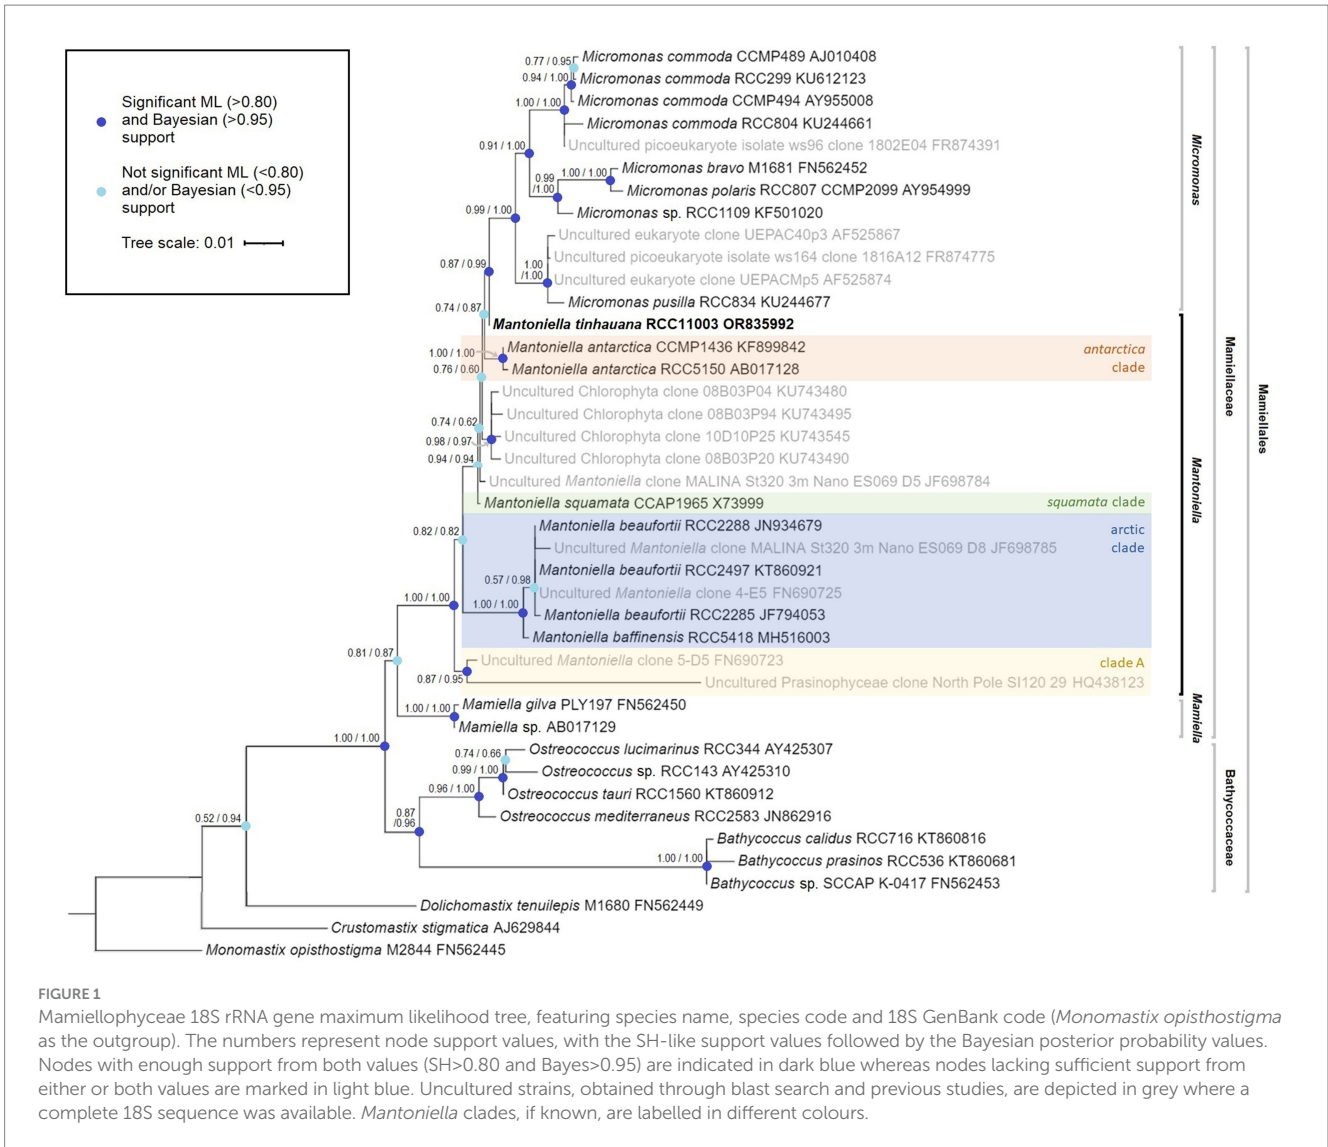 Significant ML (>0.80)
and Bayesian (>0.95)
support
Not significant ML (<0.80)
and/or Bayesian (<0.95)
support
Tree scale: 0.01
0.77 / 0.95
Micromonas commoda CCMP489 AJ010408
0.94 / 1.00
Micromonas commoda RCC299 KU612123
1.00 / 1.00
Micromonas commoda CCMP494 AY955008
Micromonas commoda RCC804 KU244661
0.91 / 1.00
Uncultured picoeukaryote isolate ws96 clone 1802E04 FR874391
1.00 / 1.00
Micromonas bravo M1681 FN562452
0.99
/1.00
Micromonas polaris RCC807 CCMP2099 AY954999
0.99 / 1.00
Micromonas sp. RCC1109 KF501020
Uncultured eukaryote clone UEPAC40p3 AF525867
Uncultured picoeukaryote isolate ws164 clone 1816A12 FR874775
0.87 / 0.99
1.00
/1.00
Uncultured eukaryote clone UEPACMp5 AF525874
Micromonas pusilla RCC834 KU244677
0.74 / 0.87
Mantoniella tinhauana RCC11003 OR835992
1.00 / 1.00
Mantoniella antarctica CCMP1436 KF899842
antarctica
clade
0.76 / 0.60
Mantoniella antarctica RCC5150 AB017128
Uncultured Chlorophyta clone 08B03P04 KU743480
Uncultured Chlorophyta clone 08B03P94 KU743495
0.74 / 0.62
Uncultured Chlorophyta clone 10D10P25 KU743545
0.98 / 0.97
Uncultured Chlorophyta clone 08B03P20 KU743490
0.94 / 0.94
Uncultured Mantoniella clone MALINA St320 3m Nano ES069 D5 JF698784
Mantoniella squamata CCAP1965 X73999
squamata clade
0.82 / 0.82
Mantoniella beaufortii RCC2288 JN934679
arctic
clade
Uncultured Mantoniella clone MALINA St320 3m Nano ES069 D8 JF698785
Mantoniella beaufortii RCC2497 KT860921
0.57 / 0.98
Uncultured Mantoniella clone 4-E5 FN690725
1.00 / 1.00
1.00 / 1.00
Mantoniella beaufortii RCC2285 JF794053
Mantoniella baffinensis RCC5418 MH516003
0.81 / 0.87
Uncultured Mantoniella clone 5-D5 FN690723
clade A
0.87 / 0.95
Uncultured Prasinophyceae clone North Pole SI120 29 HQ438123
1.00 / 1.00
Mamiella gilva PLY197 FN562450
Mamiella sp. AB017129
1.00 / 1.00
0.74 / 0.66
Ostreococcus lucimarinus RCC344 AY425307
0.99 / 1.00
Ostreococcus sp. RCC143 AY425310
0.96 / 1.00
Ostreococcus tauri RCC1560 KT860912
0.87
/0.96
Ostreococcus mediterraneus RCC2583 JN862916
0.52 / 0.94
Bathycoccus calidus RCC716 KT860816
1.00 / 1.00
Bathycoccus prasinos RCC536 KT860681
Bathycoccus sp. SCCAP K-0417 FN562453
Dolichomastix tenuilepis M1680 FN562449
Crustomastix stigmatica AJ629844
Monomastix opisthostigma M2844 FN562445
Micromonas
Mantoniella
Mamiella
Mamiellaceae
Bathycoccaceae
Mamiellales
FIGURE 1
Mamiellophyceae 18S rRNA gene maximum likelihood tree, featuring species name, species code and 18S GenBank code (Monomastix opisthostigma
as the outgroup). The numbers represent node support values, with the SH-like support values followed by the Bayesian posterior probability values.
Nodes with enough support from both values (SH>0.80 and Bayes>0.95) are indicated in dark blue whereas nodes lacking sufficient support from
either or both values are marked in light blue. Uncultured strains, obtained through blast search and previous studies, are depicted in grey where a
complete 18S sequence was available. Mantoniella clades, if known, are labelled in different colours.